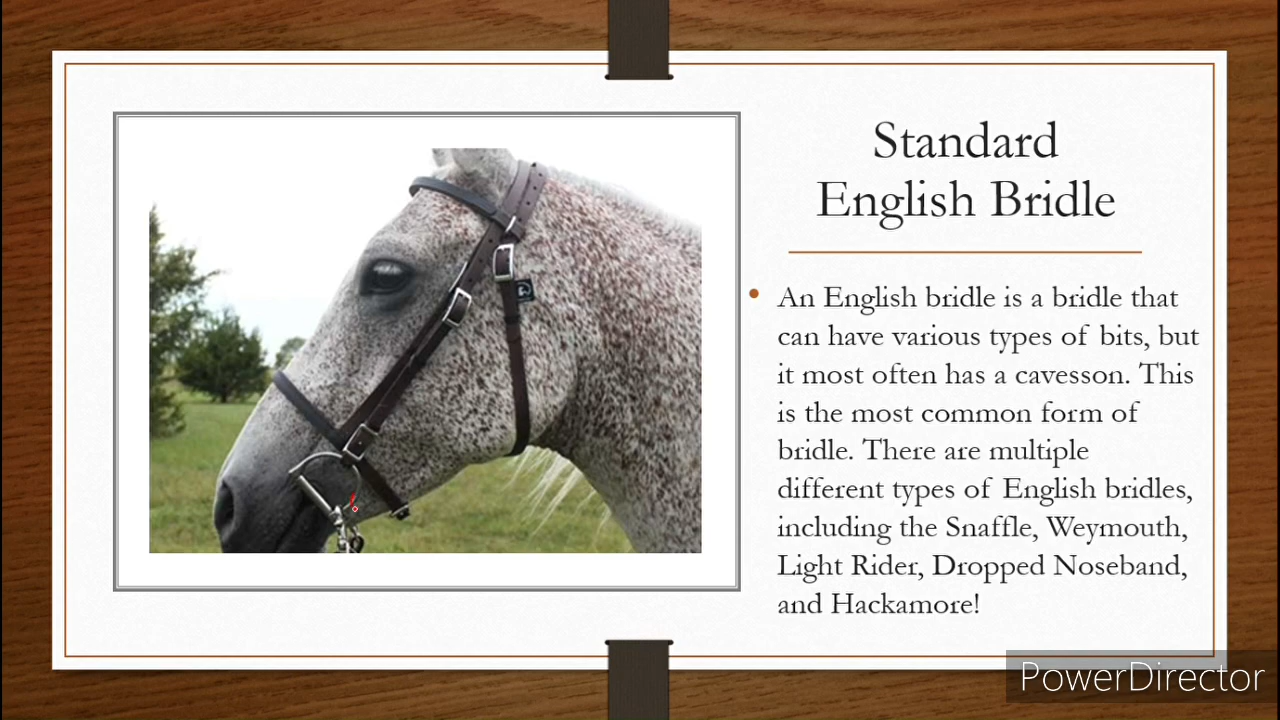 Standard
English Bridle
• An English bridle is a bridle that
can have various types of bits, but
it most often has a cavesson. This
is the most common form of
bridle. There are multiple
different types of English bridles,
including the Snaffle, Weymouth,
Light Rider, Dropped Noseband,
and Hackamore!
PowerDirector